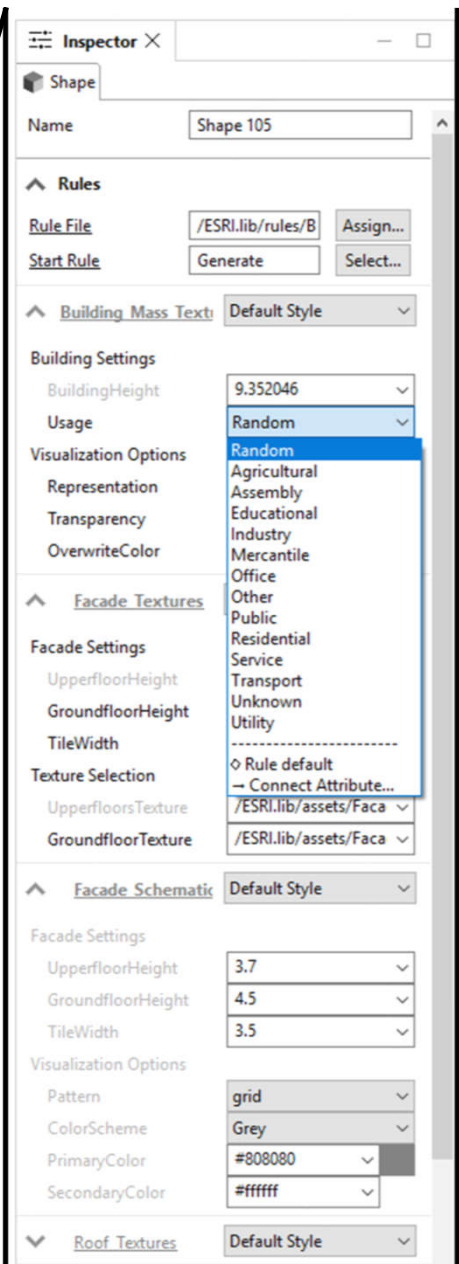 Inspector
Shape
Name Shape 105
Rules
Rule File /ESRI.lib/rules/B Assign...
Start Rule Generate Select...
Building Mass Textu Default Style
Building Settings
BuildingHeight 9.352046
Usage Random
Visualization Options
Representation
Transparency
OverwriteColor
Random
Agricultural
Assembly
Educational
Industry
Mercantile
Office
Other
Public
Residential
Service
Transport
Unknown
Utility
-------------------------
◇ Rule default
→ Connect Attribute...
Facade Textures
Facade Settings
UpperfloorHeight
GroundfloorHeight
TileWidth
Texture Selection
UpperfloorsTexture /ESRI.lib/assets/Faca
GroundfloorTexture /ESRI.lib/assets/Faca
Facade Schematic Default Style
Facade Settings
UpperfloorHeight 3.7
GroundfloorHeight 4.5
TileWidth 3.5
Visualization Options
Pattern grid
ColorScheme Grey
PrimaryColor #808080
SecondaryColor #ffffff
Roof Textures Default Style